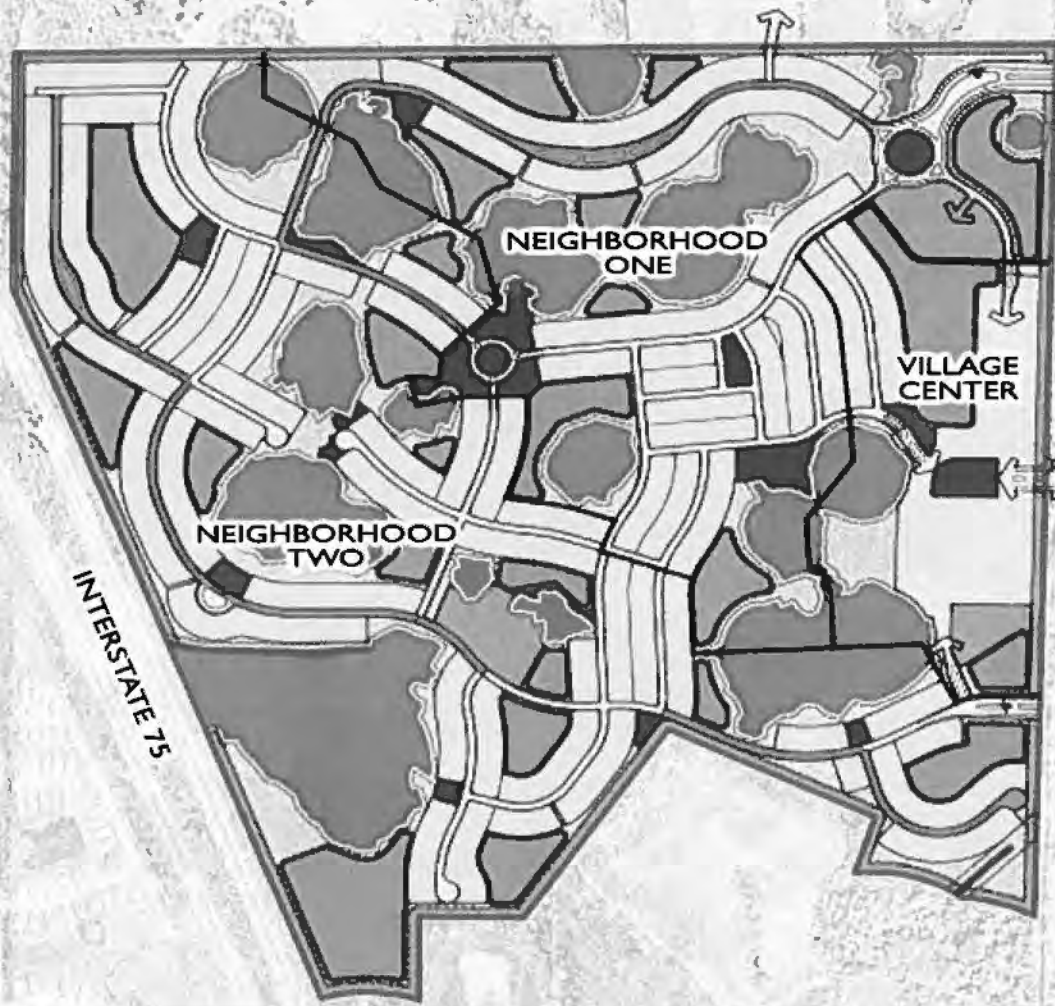 NEIGHBORHOOD
ONE
VILLAGE
CENTER
NEIGHBORHOOD
TWO
INTERSTATE 75